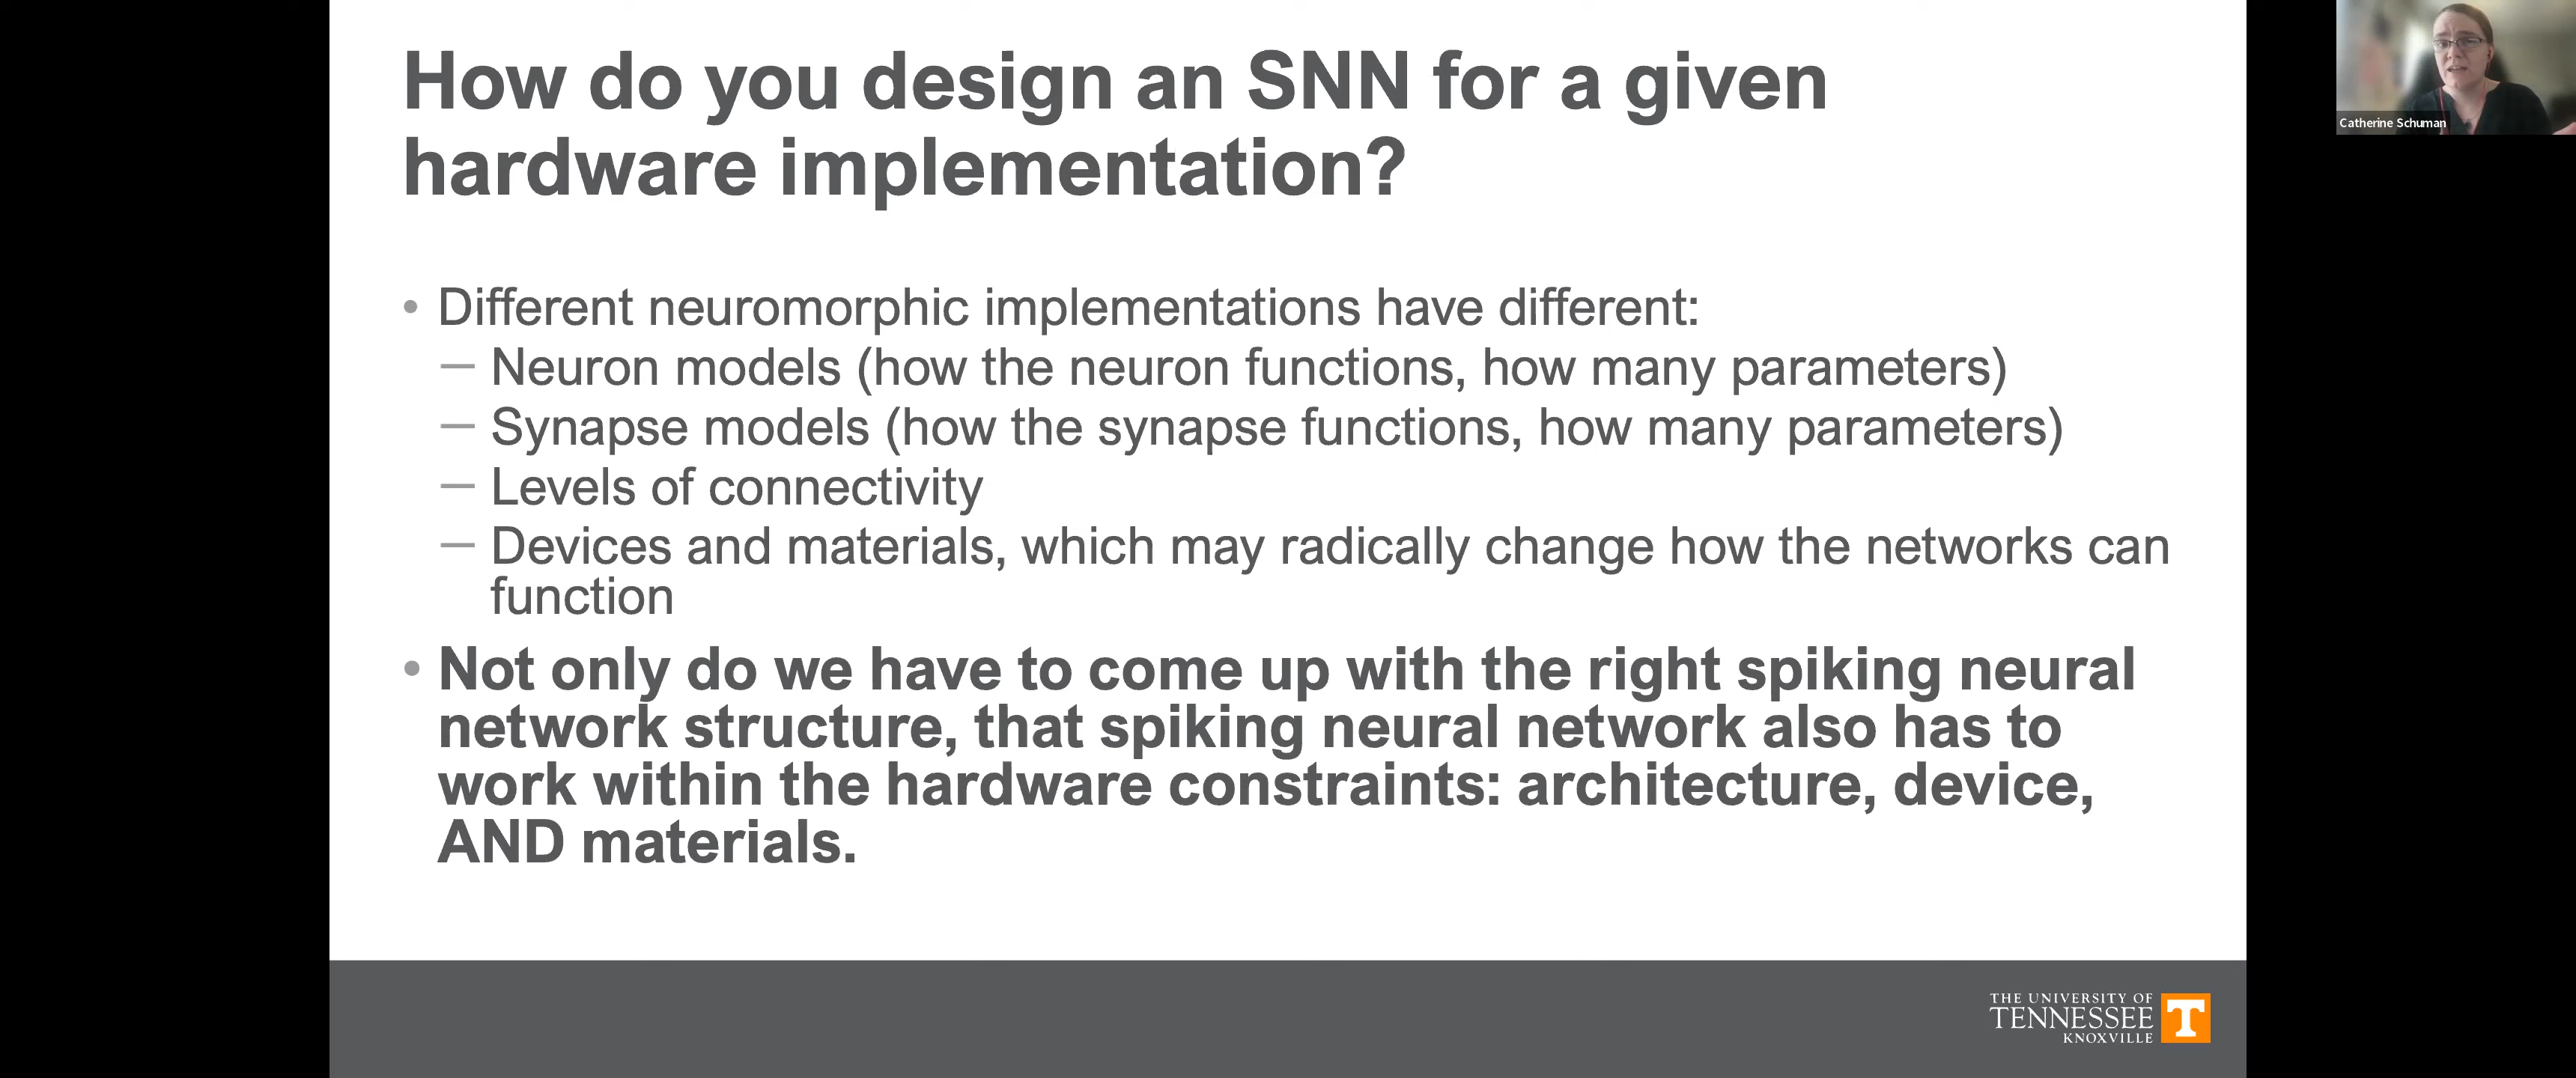 How do you design an SNN for a given
hardware implementation?
• Different neuromorphic implementations have different:
— Neuron models (how the neuron functions, how many parameters)
— Synapse models (how the synapse functions, how many parameters)
— Levels of connectivity
— Devices and materials, which may radically change how the networks can
function
• Not only do we have to come up with the right spiking neural
network structure, that spiking neural network also has to
work within the hardware constraints: architecture, device,
AND materials.
Catherine Schuman
THE UNIVERSITY OF
TENNESSEE
KNOXVILLE
T